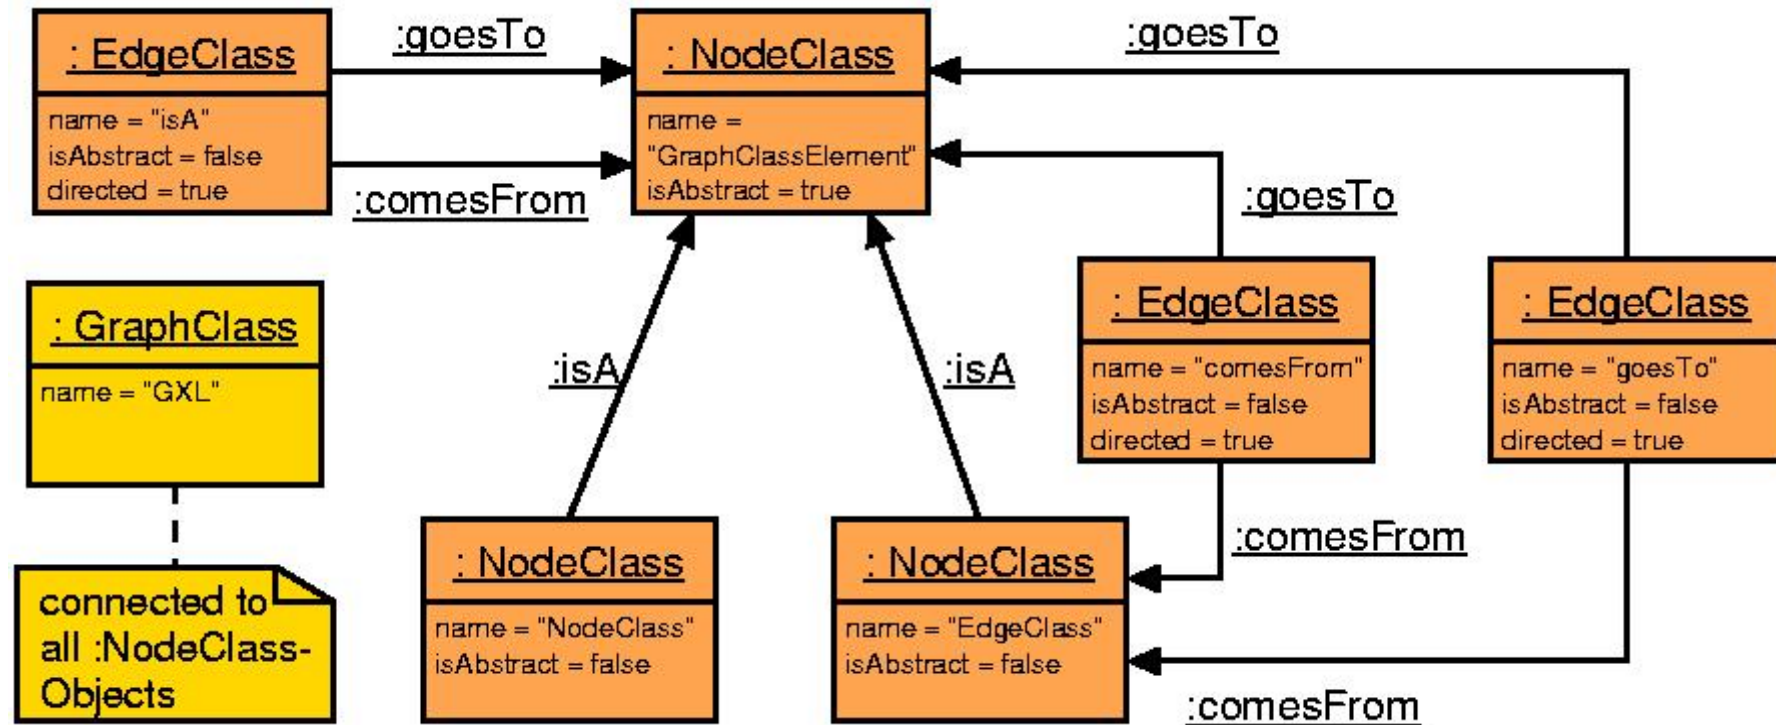 : EdgeClass
name = "isA"
isAbstract = false
directed = true
:goesTo
:comesFrom
: NodeClass
name =
"GraphClassElement"
isAbstract = true
:goesTo
:goesTo
: GraphClass
name = "GXL"
connected to
all :NodeClass-
Objects
:isA
:isA
: EdgeClass
name = "comesFrom"
isAbstract = false
directed = true
: EdgeClass
name = "goesTo"
isAbstract = false
directed = true
: NodeClass
name = "NodeClass"
isAbstract = false
: NodeClass
name = "EdgeClass"
isAbstract = false
:comesFrom
:comesFrom